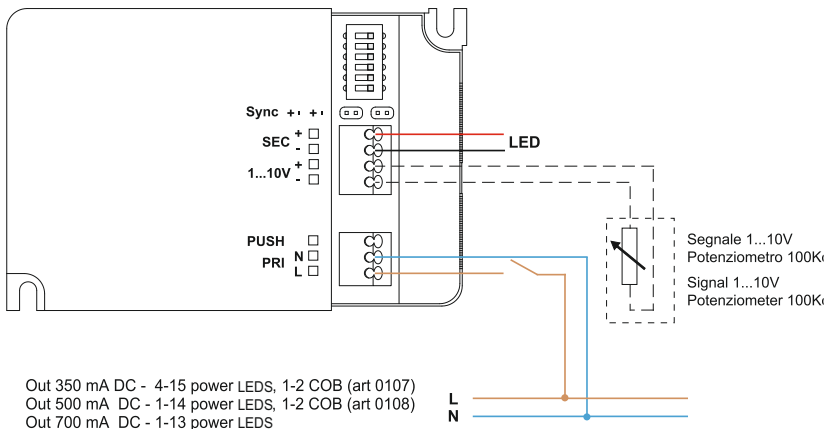 Sync + - + -
SEC +
-
1...10V +
-
LED
PUSH
PRI N
L
Segnale 1...10V
Potenziometro 100K
Signal 1...10V
Potenziometer 100K
Out 350 mA DC - 4-15 power LEDS, 1-2 COB (art 0107)
Out 500 mA DC - 1-14 power LEDS, 1-2 COB (art 0108)
Out 700 mA DC - 1-13 power LEDS
L
N